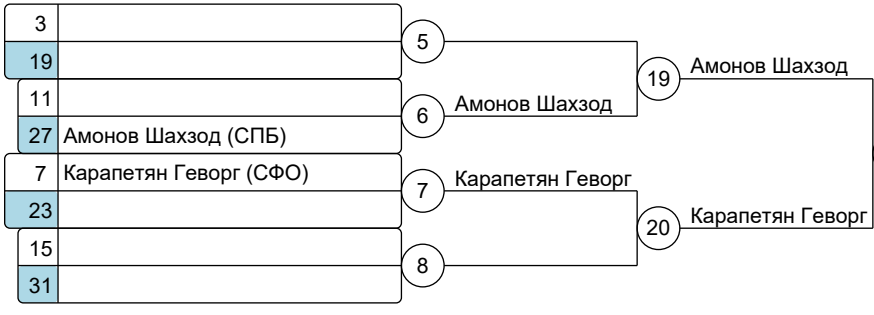 3
5
19
Амонов Шахзод
19
11
Амонов Шахзод
6
27 Амонов Шахзод (СПБ)
7 Карапетян Геворг (СФО)
Карапетян Геворг
7
23
Карапетян Геворг
20
15
8
31